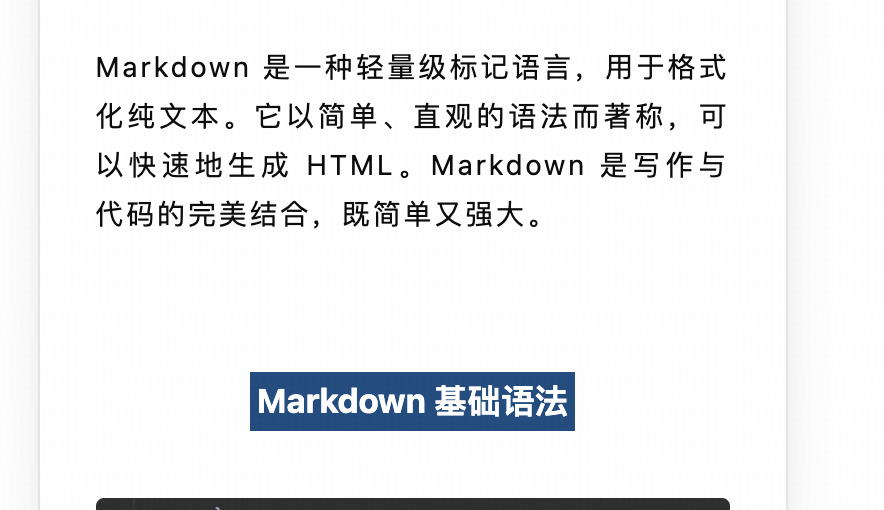 Markdown 是一种轻量级标记语言，用于格式
化纯文本。它以简单、直观的语法而著称，可
以快速地生成 HTML。Markdown 是写作与
代码的完美结合，既简单又强大。
Markdown 基础语法